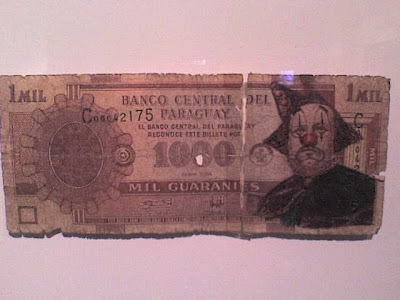 1 MIL
BANCO CENTRAL DEL
PARAGUAY
1 MIL
C08042175
EL BANCO CENTRAL DEL PARAGUAY
RECONOCE ESTE BILLETE POR
1000
MIL GUARANIES